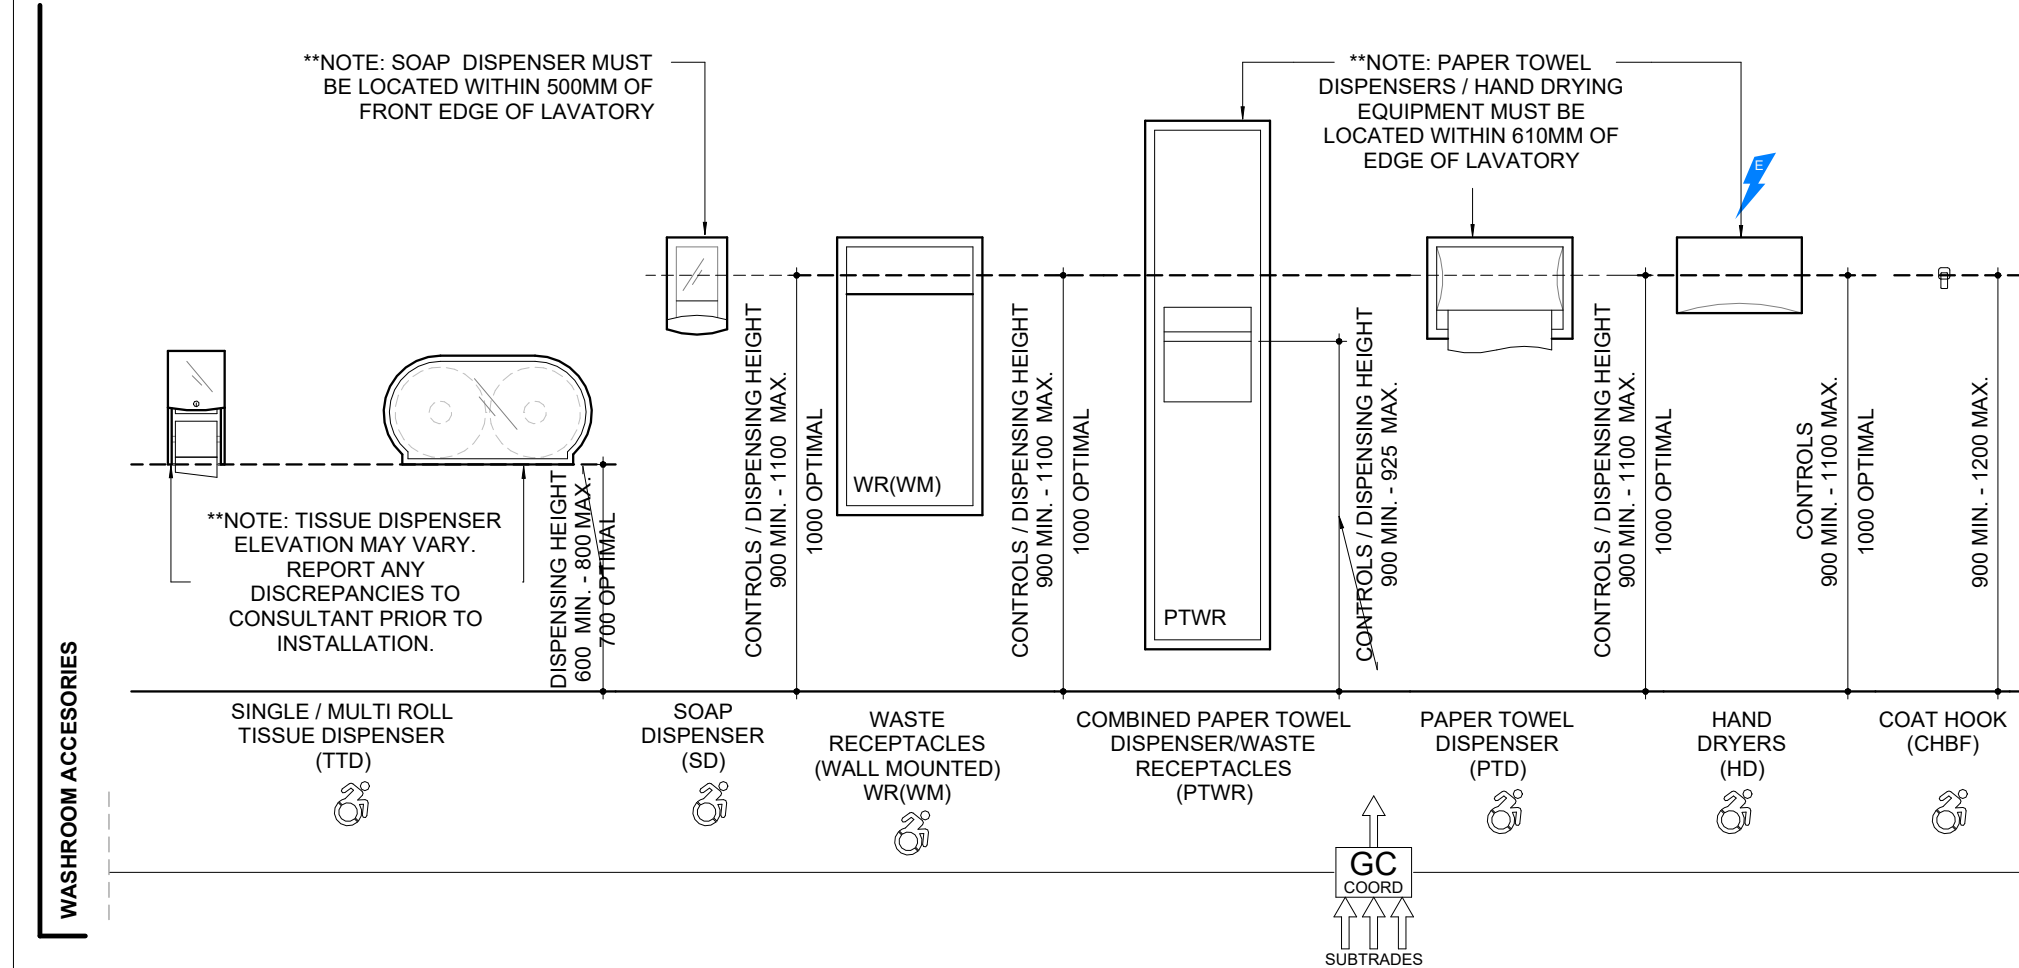 **NOTE: SOAP  DISPENSER MUST
BE LOCATED WITHIN 500MM OF
FRONT EDGE OF LAVATORY
**NOTE: PAPER TOWEL
DISPENSERS / HAND DRYING
EQUIPMENT MUST BE
LOCATED WITHIN 610MM OF
EDGE OF LAVATORY
E
**NOTE: TISSUE DISPENSER
ELEVATION MAY VARY.
REPORT ANY
DISCREPANCIES TO
CONSULTANT PRIOR TO
INSTALLATION.
DISPENSING HEIGHT
600  MIN. - 800 MAX.
700 OPTIMAL
CONTROLS / DISPENSING HEIGHT
900 MIN. - 1100  MAX.
1000 OPTIMAL
WR(WM)
CONTROLS / DISPENSING HEIGHT
900 MIN. - 1100  MAX.
1000 OPTIMAL
PTWR
CONTROLS / DISPENSING HEIGHT
900 MIN. - 925  MAX.
CONTROLS / DISPENSING HEIGHT
900 MIN. - 1100  MAX.
1000 OPTIMAL
CONTROLS
900 MIN. - 1100 MAX.
1000 OPTIMAL
900 MIN. - 1200 MAX.
WASHROOM ACCESORIES
SINGLE / MULTI ROLL
TISSUE DISPENSER
(TTD)
SOAP
DISPENSER
(SD)
WASTE
RECEPTACLES
(WALL MOUNTED)
WR(WM)
COMBINED PAPER TOWEL
DISPENSER/WASTE
RECEPTACLES
(PTWR)
PAPER TOWEL
DISPENSER
(PTD)
HAND
DRYERS
(HD)
COAT HOOK
(CHBF)
GC
COORD
SUBTRADES